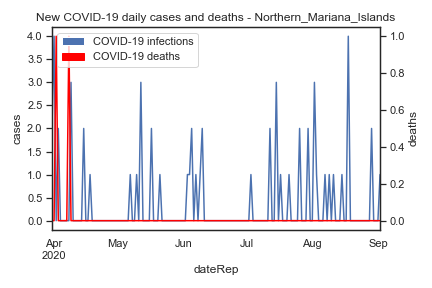 New COVID-19 daily cases and deaths - Northern_Mariana_Islands
COVID-19 infections
COVID-19 deaths
cases
4.0
3.5
3.0
2.5
2.0
1.5
1.0
0.5
0.0
1.0
0.8
0.6
0.4
0.2
0.0
deaths
Apr May Jun Jul Aug Sep
2020
dateRep